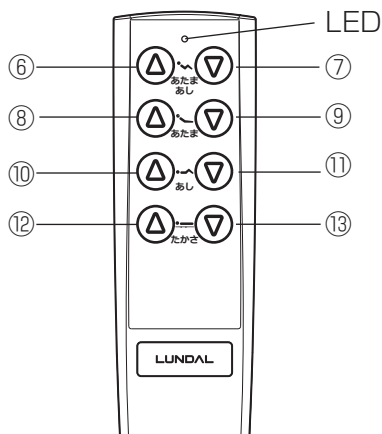 LED
⑥ ⑦
あたま
あし
⑧ ⑨
あたま
⑩ ⑪
あし
⑫ ⑬
たかさ
LUNDAL